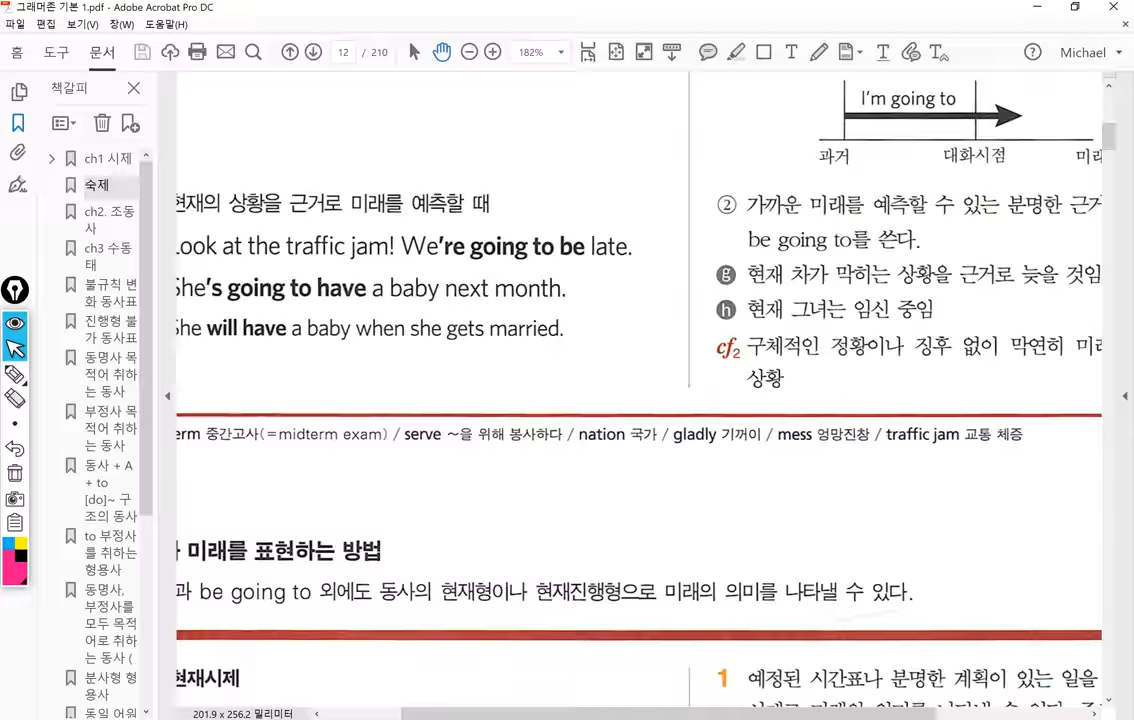 그래머존 기본 1.pdf - Adobe Acrobat Pro DC
파일 편집 보기(V) 창(W) 도움말(H)
홈 도구 문서 12 / 210 182% Michael
책갈피
ch1 시제
숙제
ch2. 조동
사
ch3 수동
태
불규칙 변
화 동사표
진행형 불
가 동사표
동명사 목
적어 취하
는 동사
부정사 목
적어 취하
는 동사
동사 + A
+ to
[do]~ 구
조의 동사
to 부정사
를 취하는
형용사
동명사,
부정사를
모두 목적
어로 취하
는 동사 (
분사형 형
용사
동일 어원
현재의 상황을 근거로 미래를 예측할 때
Look at the traffic jam! We're going to be late.
She's going to have a baby next month.
She will have a baby when she gets married.
I'm going to
과거 대화시점 미래
② 가까운 미래를 예측할 수 있는 분명한 근거
be going to를 쓴다.
g 현재 차가 막히는 상황을 근거로 늦을 것임
h 현재 그녀는 임신 중임
cf2 구체적인 정황이나 징후 없이 막연히 미래
상황
erm 중간고사(=midterm exam) / serve ~을 위해 봉사하다 / nation 국가 / gladly 기꺼이 / mess 엉망진창 / traffic jam 교통 체증
미래를 표현하는 방법
과 be going to 외에도 동사의 현재형이나 현재진행형으로 미래의 의미를 나타낼 수 있다.
현재시제
1 예정된 시간표나 분명한 계획이 있는 일을
201.9 x 256.2 밀리미터